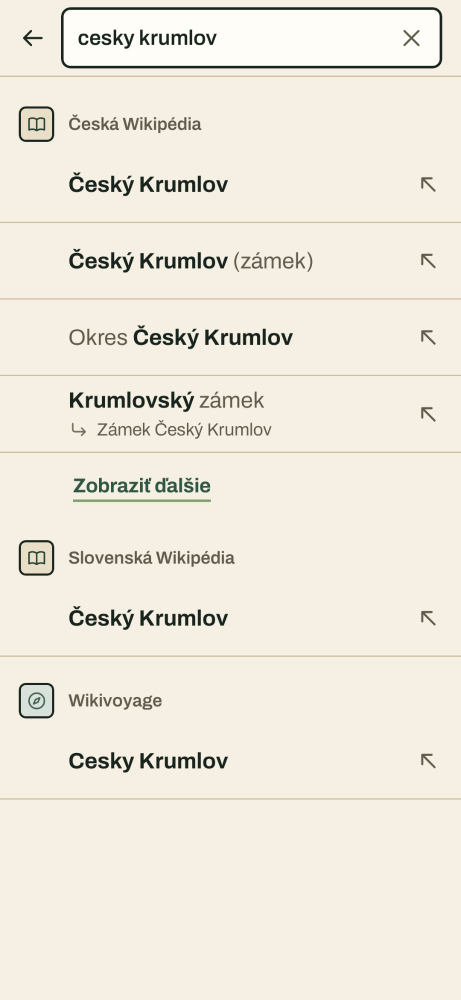 cesky krumlov
Česká Wikipédia
Český Krumlov
Český Krumlov (zámek)
Okres Český Krumlov
Krumlovský zámek
Zámek Český Krumlov
Zobraziť ďalšie
Slovenská Wikipédia
Český Krumlov
Wikivoyage
Cesky Krumlov